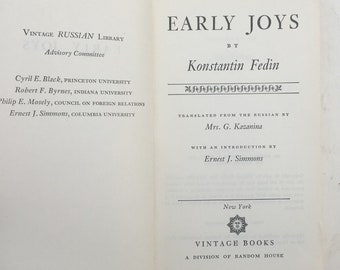 VINTAGE RUSSIAN LIBRARY
Advisory Committee
Cyril E. Black, PRINCETON UNIVERSITY
Robert F. Byrnes, INDIANA UNIVERSITY
Philip E. Mosely, COUNCIL ON FOREIGN RELATIONS
Ernest J. Simmons, COLUMBIA UNIVERSITY
EARLY JOYS
BY
Konstantin Fedin
TRANSLATED FROM THE RUSSIAN BY
Mrs. G. Kazanina
WITH AN INTRODUCTION BY
Ernest J. Simmons
New York
VINTAGE BOOKS
A DIVISION OF RANDOM HOUSE